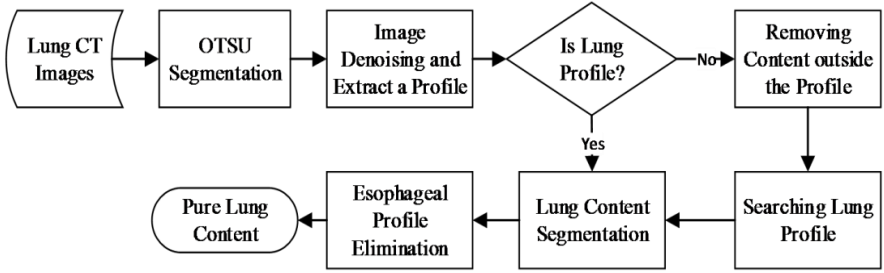 Lung CT
Images
OTSU
Segmentation
Image
Denoising and
Extract a Profile
Is Lung
Profile?
No
Removing
Content outside
the Profile
Yes
Pure Lung
Content
Esophageal
Profile
Elimination
Lung Content
Segmentation
Searching Lung
Profile